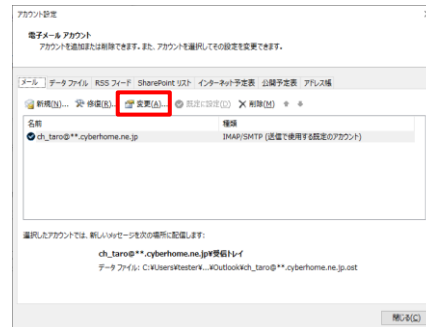 アカウント設定
電子メール アカウント
アカウントを追加または削除できます。また、アカウントを選択してその設定を変更できます。
メール データ ファイル RSS フィード SharePoint リスト インターネット予定表 公開予定表 アドレス帳
新規(N)... 修復(R)... 変更(A)... 既定に設定(D) 削除(M)
名前 種類
ch_taro@**.cyberhome.ne.jp IMAP/SMTP (送信で使用する既定のアカウント)
選択したアカウントでは、新しいメッセージを次の場所に配信します:
ch_taro@**.cyberhome.ne.jp¥受信トレイ
データ ファイル: C:¥Users¥tester¥...¥Outlook¥ch_taro@**.cyberhome.ne.jp.ost
閉じる(C)